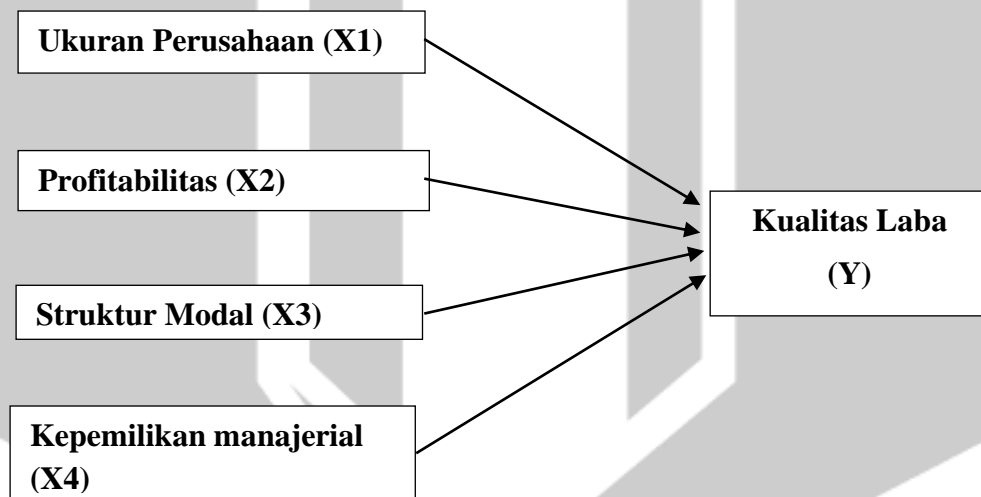 Ukuran Perusahaan (X1)
Profitabilitas (X2)
Struktur Modal (X3)
Kepemilikan manajerial
(X4)
Kualitas Laba
(Y)